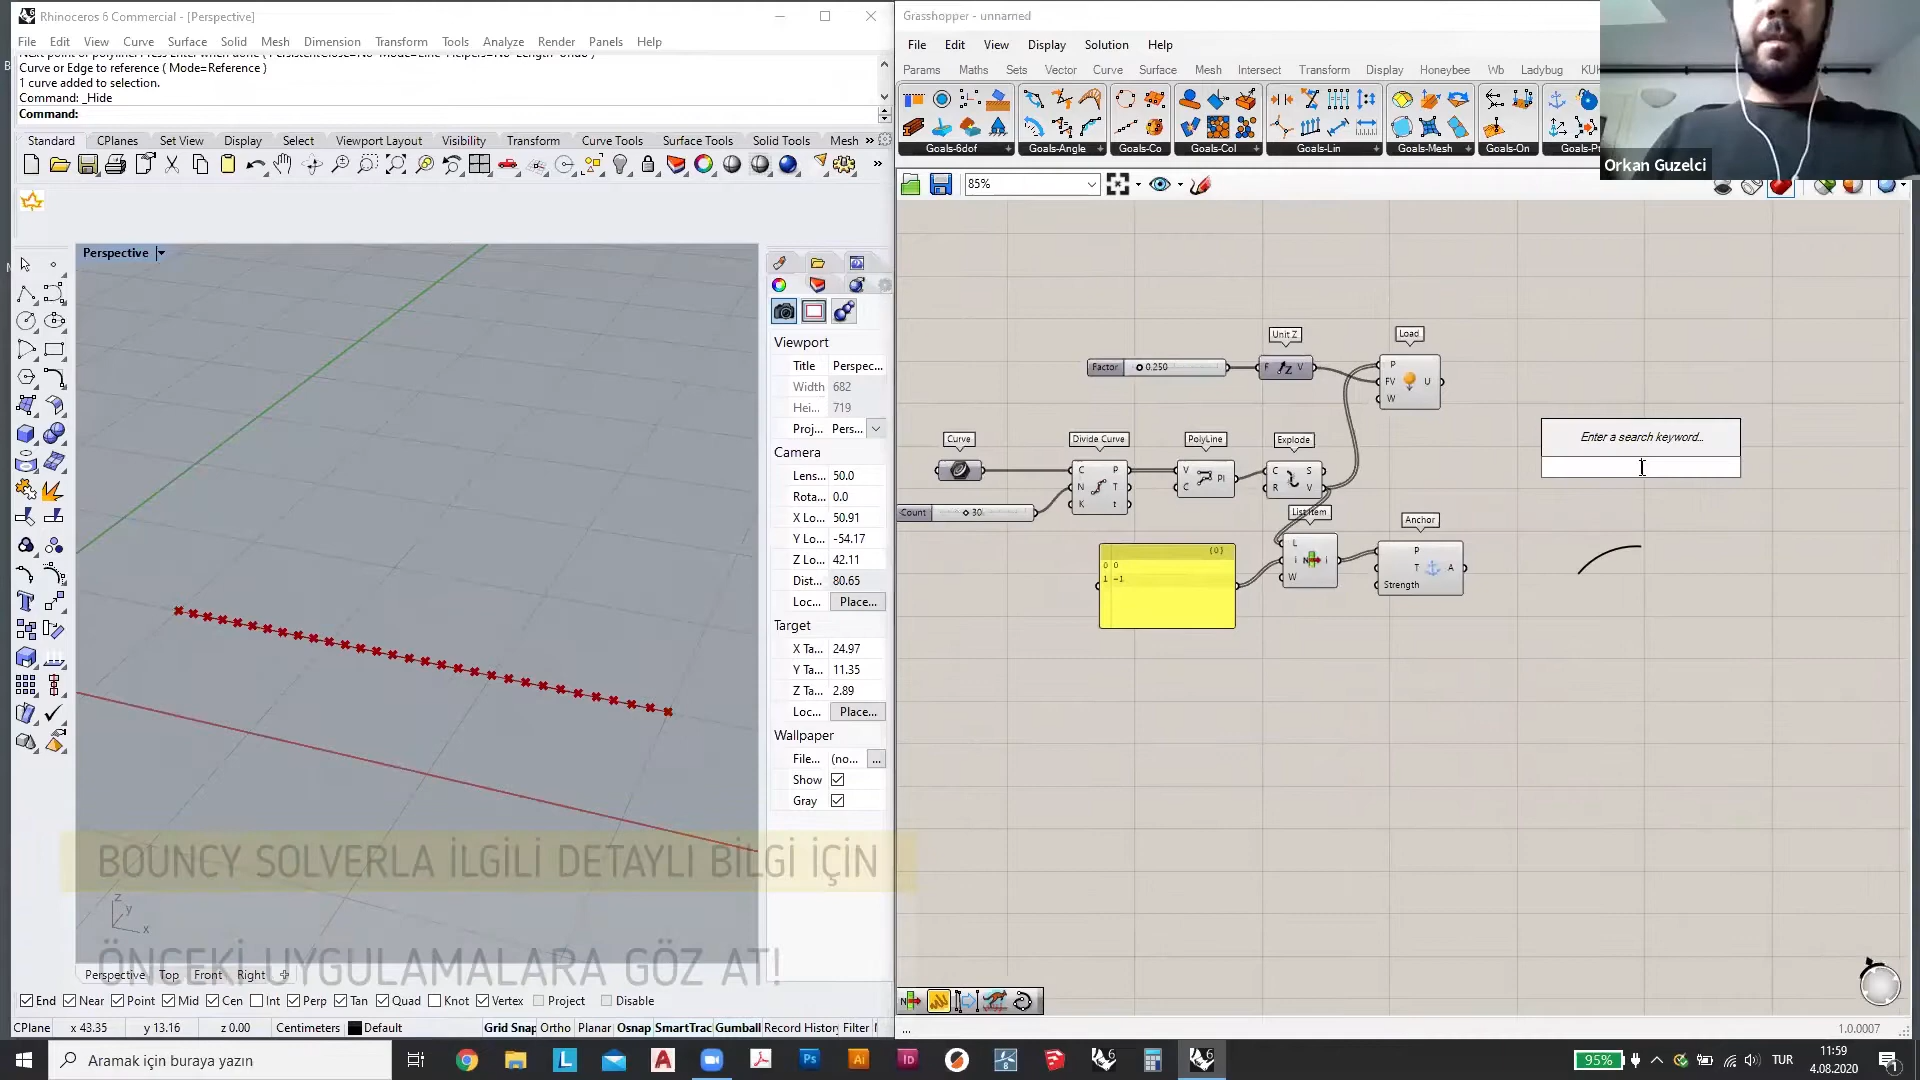 Rhinoceros 6 Commercial - [Perspective]
File Edit View Curve Surface Solid Mesh Dimension Transform Tools Analyze Render Panels Help
Curve or Edge to reference ( Mode=Reference )
1 curve added to selection.
Command: _Hide
Command:
Standard CPlanes Set View Display Select Viewport Layout Visibility Transform Curve Tools Surface Tools Solid Tools Mesh »
Perspective
Viewport
Title Perspec...
Width 682
Hei... 719
Proj... Pers...
Camera
Lens... 50.0
Rota... 0.0
X Lo... 50.91
Y Lo... -54.17
Z Lo... 42.11
Dist... 80.65
Loc... Place...
Target
X Ta... 24.97
Y Ta... 11.35
Z Ta... 2.89
Loc... Place...
Wallpaper
File... (no... ...
Show
Gray
z
y
x
BOUNCY SOLVERLA İLGİLİ DETAYLI BİLGİ İÇİN
ÖNCEKİ UYGULAMALARA GÖZ AT!
Perspective Top Front Right
End Near Point Mid Cen Int Perp Tan Quad Knot Vertex Project Disable
CPlane x 43.35 y 13.16 z 0.00 Centimeters Default Grid Snap Ortho Planar Osnap SmartTrac Gumball Record History Filter
Grasshopper - unnamed
File Edit View Display Solution Help
Params Maths Sets Vector Curve Surface Mesh Intersect Transform Display Honeybee Wb Ladybug
Goals-6dof Goals-Angle Goals-Co Goals-Col Goals-Lin Goals-Mesh Goals-On
Orkan Guzelci
85%
Unit Z
Load
Factor 0.250
F V
P
FV U
W
Enter a search keyword...
Curve
Divide Curve
PolyLine
Explode
C P
N T
K t
V Pl
C
C S
R V
Count 30
List Item
Anchor
{0}
0 0
1 -1
L
i i
W
P
T A
Strength
...
1.0.0007
Aramak için buraya yazın
95%
TUR
11:59
4.08.2020